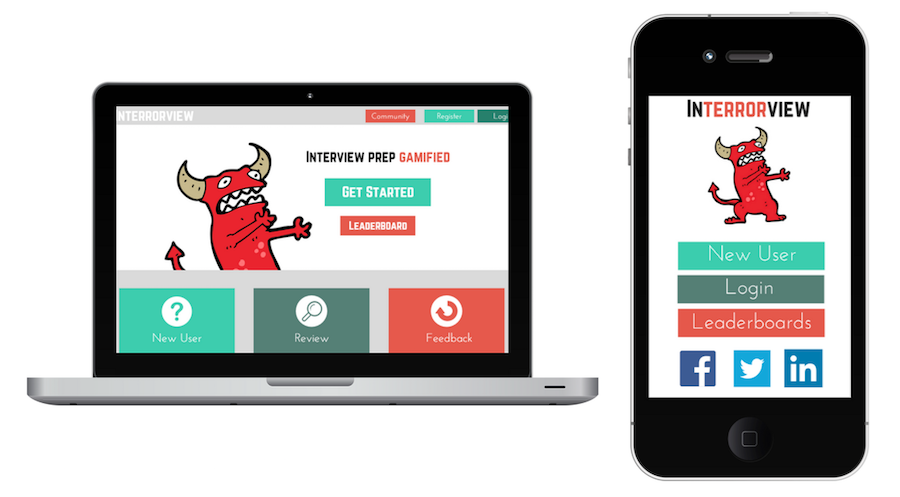 INTERRORVIEW
Community
Register
Logi
INTERVIEW PREP GAMIFIED
GET STARTED
LEADERBOARD
New User
Review
Feedback
INTERRORVIEW
New User
Login
Leaderboards